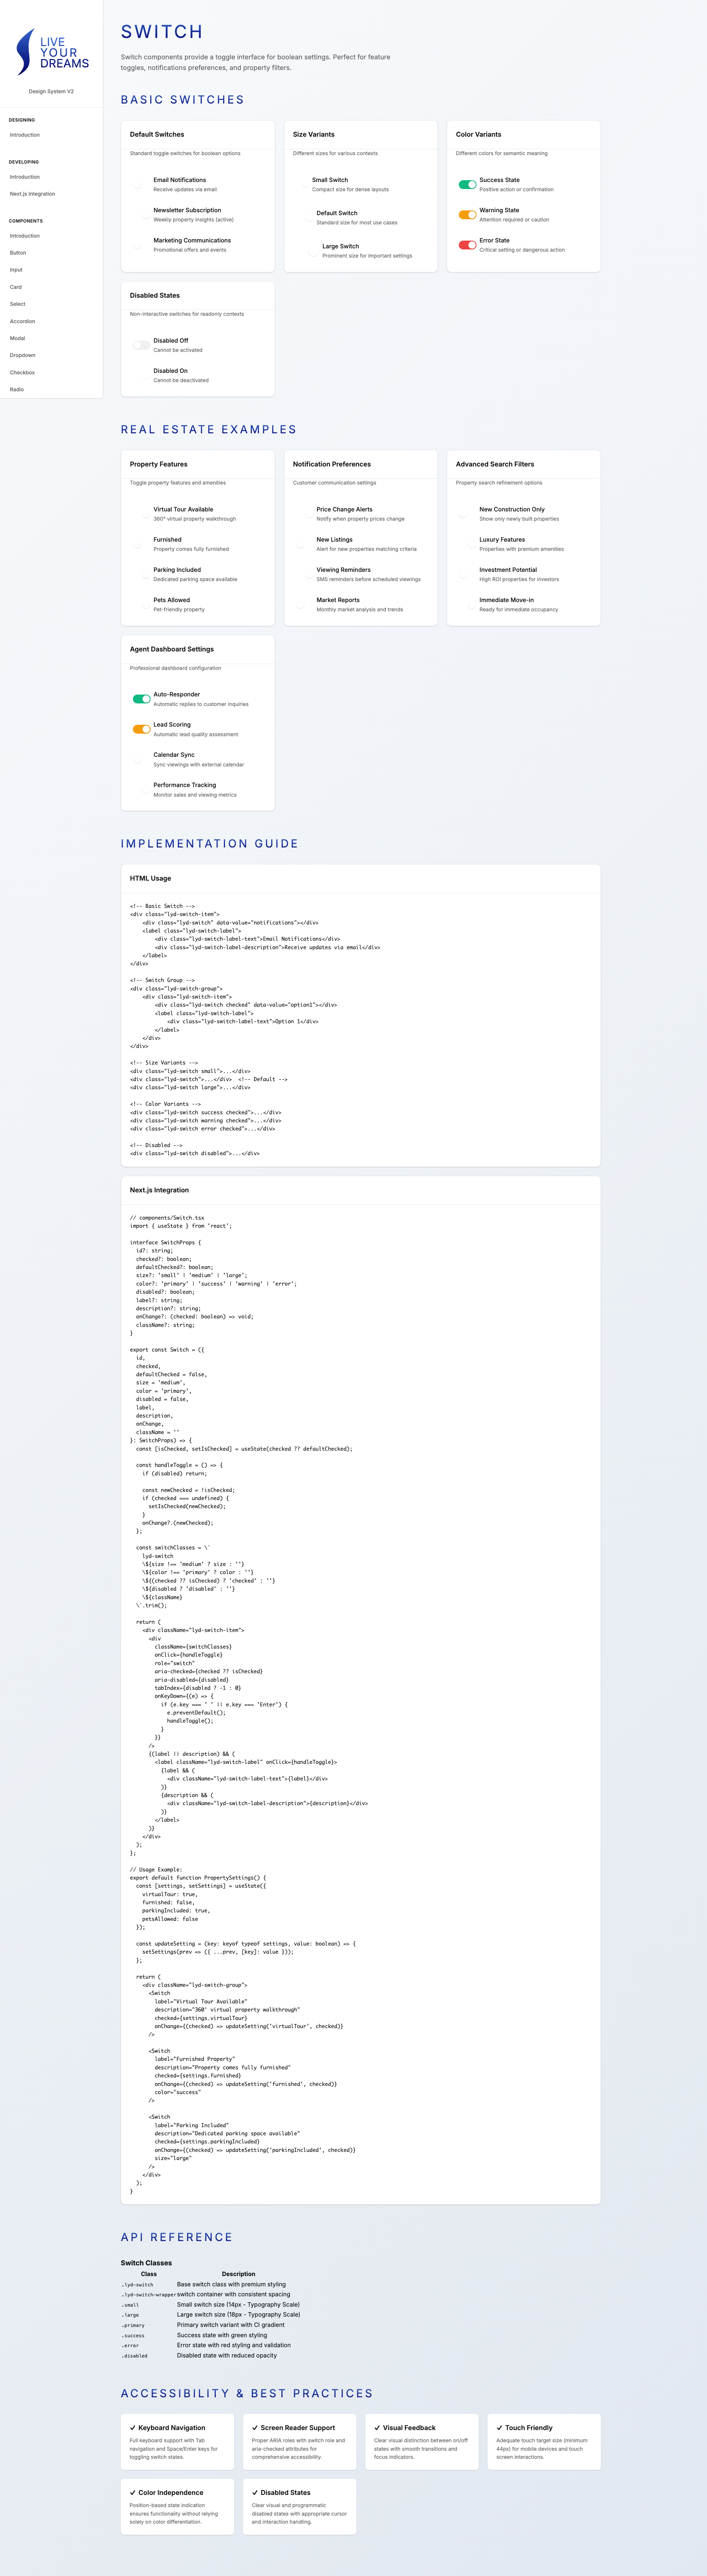 LIVE
YOUR
DREAMS
Design System V2
DESIGNING
Introduction
DEVELOPING
Introduction
Next.js Integration
COMPONENTS
Introduction
Button
Input
Card
Select
Accordion
Modal
Dropdown
Checkbox
Radio
SWITCH
Switch components provide a toggle interface for boolean settings. Perfect for feature
toggles, notifications preferences, and property filters.
BASIC SWITCHES
Default Switches
Standard toggle switches for boolean options
Email Notifications
Receive updates via email
Newsletter Subscription
Weekly property insights (active)
Marketing Communications
Promotional offers and events
Size Variants
Different sizes for various contexts
Small Switch
Compact size for dense layouts
Default Switch
Standard size for most use cases
Large Switch
Prominent size for important settings
Color Variants
Different colors for semantic meaning
Success State
Positive action or confirmation
Warning State
Attention required or caution
Error State
Critical setting or dangerous action
Disabled States
Non-interactive switches for readonly contexts
Disabled Off
Cannot be activated
Disabled On
Cannot be deactivated
REAL ESTATE EXAMPLES
Property Features
Toggle property features and amenities
Virtual Tour Available
360° virtual property walkthrough
Furnished
Property comes fully furnished
Parking Included
Dedicated parking space available
Pets Allowed
Pet-friendly property
Notification Preferences
Customer communication settings
Price Change Alerts
Notify when property prices change
New Listings
Alert for new properties matching criteria
Viewing Reminders
SMS reminders before scheduled viewings
Market Reports
Monthly market analysis and trends
Advanced Search Filters
Property search refinement options
New Construction Only
Show only newly built properties
Luxury Features
Properties with premium amenities
Investment Potential
High ROI properties for investors
Immediate Move-in
Ready for immediate occupancy
Agent Dashboard Settings
Professional dashboard configuration
Auto-Responder
Automatic replies to customer inquiries
Lead Scoring
Automatic lead quality assessment
Calendar Sync
Sync viewings with external calendar
Performance Tracking
Monitor sales and viewing metrics
IMPLEMENTATION GUIDE
HTML Usage
<!-- Basic Switch -->
<div class="lyd-switch-item">
    <div class="lyd-switch" data-value="notifications"></div>
    <label class="lyd-switch-label">
        <div class="lyd-switch-label-text">Email Notifications</div>
        <div class="lyd-switch-label-description">Receive updates via email</div>
    </label>
</div>
<!-- Switch Group -->
<div class="lyd-switch-group">
    <div class="lyd-switch-item">
        <div class="lyd-switch checked" data-value="option1"></div>
        <label class="lyd-switch-label">
            <div class="lyd-switch-label-text">Option 1</div>
        </label>
    </div>
</div>
<!-- Size Variants -->
<div class="lyd-switch small">...</div>
<div class="lyd-switch">...</div>  <!-- Default -->
<div class="lyd-switch large">...</div>
<!-- Color Variants -->
<div class="lyd-switch success checked">...</div>
<div class="lyd-switch warning checked">...</div>
<div class="lyd-switch error checked">...</div>
<!-- Disabled -->
<div class="lyd-switch disabled">...</div>
Next.js Integration
// components/Switch.tsx
import { useState } from 'react';
interface SwitchProps {
  id?: string;
  checked?: boolean;
  defaultChecked?: boolean;
  size?: 'small' | 'medium' | 'large';
  color?: 'primary' | 'success' | 'warning' | 'error';
  disabled?: boolean;
  label?: string;
  description?: string;
  onChange?: (checked: boolean) => void;
  className?: string;
}
export const Switch = ({
  id,
  checked,
  defaultChecked = false,
  size = 'medium',
  color = 'primary',
  disabled = false,
  label,
  description,
  onChange,
  className = ''
}: SwitchProps) => {
  const [isChecked, setIsChecked] = useState(checked ?? defaultChecked);
  const handleToggle = () => {
    if (disabled) return;
    const newChecked = !isChecked;
    if (checked === undefined) {
      setIsChecked(newChecked);
    }
    onChange?.(newChecked);
  };
  const switchClasses = \`
    lyd-switch
    \${size !== 'medium' ? size : ''}
    \${color !== 'primary' ? color : ''}
    \${(checked ?? isChecked) ? 'checked' : ''}
    \${disabled ? 'disabled' : ''}
    \${className}
  \`.trim();
  return (
    <div className="lyd-switch-item">
      <div
        className={switchClasses}
        onClick={handleToggle}
        role="switch"
        aria-checked={checked ?? isChecked}
        aria-disabled={disabled}
        tabIndex={disabled ? -1 : 0}
        onKeyDown={(e) => {
          if (e.key === ' ' || e.key === 'Enter') {
            e.preventDefault();
            handleToggle();
          }
        }}
      />
      {(label || description) && (
        <label className="lyd-switch-label" onClick={handleToggle}>
          {label && (
            <div className="lyd-switch-label-text">{label}</div>
          )}
          {description && (
            <div className="lyd-switch-label-description">{description}</div>
          )}
        </label>
      )}
    </div>
  );
};
// Usage Example:
export default function PropertySettings() {
  const [settings, setSettings] = useState({
    virtualTour: true,
    furnished: false,
    parkingIncluded: true,
    petsAllowed: false
  });
  const updateSetting = (key: keyof typeof settings, value: boolean) => {
    setSettings(prev => ({ ...prev, [key]: value }));
  };
  return (
    <div className="lyd-switch-group">
      <Switch
        label="Virtual Tour Available"
        description="360° virtual property walkthrough"
        checked={settings.virtualTour}
        onChange={(checked) => updateSetting('virtualTour', checked)}
      />
      <Switch
        label="Furnished Property"
        description="Property comes fully furnished"
        checked={settings.furnished}
        onChange={(checked) => updateSetting('furnished', checked)}
        color="success"
      />
      <Switch
        label="Parking Included"
        description="Dedicated parking space available"
        checked={settings.parkingIncluded}
        onChange={(checked) => updateSetting('parkingIncluded', checked)}
        size="large"
      />
    </div>
  );
}
API REFERENCE
Switch Classes
Class Description
.lyd-switch Base switch class with premium styling
.lyd-switch-wrapper switch container with consistent spacing
.small Small switch size (14px - Typography Scale)
.large Large switch size (18px - Typography Scale)
.primary Primary switch variant with CI gradient
.success Success state with green styling
.error Error state with red styling and validation
.disabled Disabled state with reduced opacity
ACCESSIBILITY & BEST PRACTICES
✓ Keyboard Navigation
Full keyboard support with Tab
navigation and Space/Enter keys for
toggling switch states.
✓ Screen Reader Support
Proper ARIA roles with switch role and
aria-checked attributes for
comprehensive accessibility.
✓ Visual Feedback
Clear visual distinction between on/off
states with smooth transitions and
focus indicators.
✓ Touch Friendly
Adequate touch target size (minimum
44px) for mobile devices and touch
screen interactions.
✓ Color Independence
Position-based state indication
ensures functionality without relying
solely on color differentiation.
✓ Disabled States
Clear visual and programmatic
disabled states with appropriate cursor
and interaction handling.